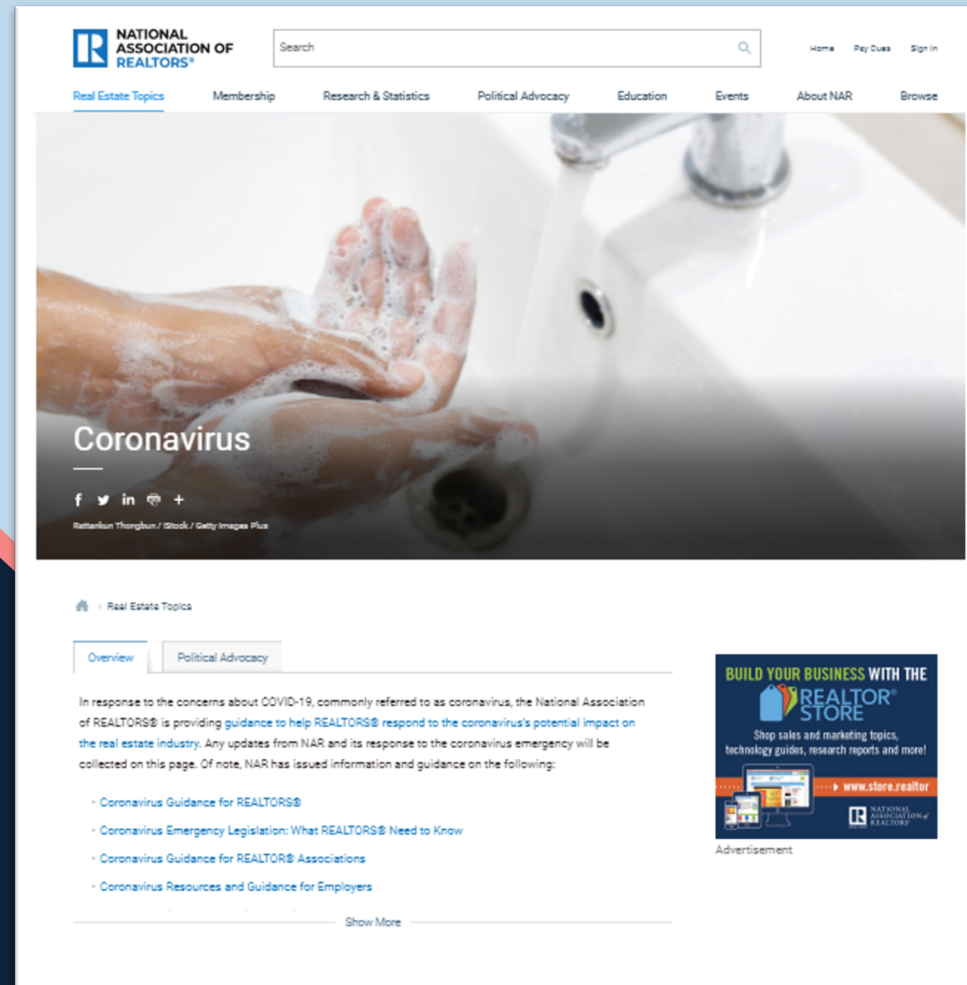 NATIONAL
ASSOCIATION OF
REALTORS®
Search
Home Pay Dues Sign In
Real Estate Topics Membership Research & Statistics Political Advocacy Education Events About NAR Browse
Coronavirus
Rattankun Thongbun / iStock / Getty Images Plus
Real Estate Topics
Overview Political Advocacy
In response to the concerns about COVID-19, commonly referred to as coronavirus, the National Association
of REALTORS® is providing guidance to help REALTORS® respond to the coronavirus's potential impact on
the real estate industry. Any updates from NAR and its response to the coronavirus emergency will be
collected on this page. Of note, NAR has issued information and guidance on the following:
Coronavirus Guidance for REALTORS®
Coronavirus Emergency Legislation: What REALTORS® Need to Know
Coronavirus Guidance for REALTOR® Associations
Coronavirus Resources and Guidance for Employers
Show More
BUILD YOUR BUSINESS WITH THE
REALTOR®
STORE
Shop sales and marketing topics,
technology guides, research reports and more!
www.store.realtor
NATIONAL
ASSOCIATION of
REALTORS®
Advertisement